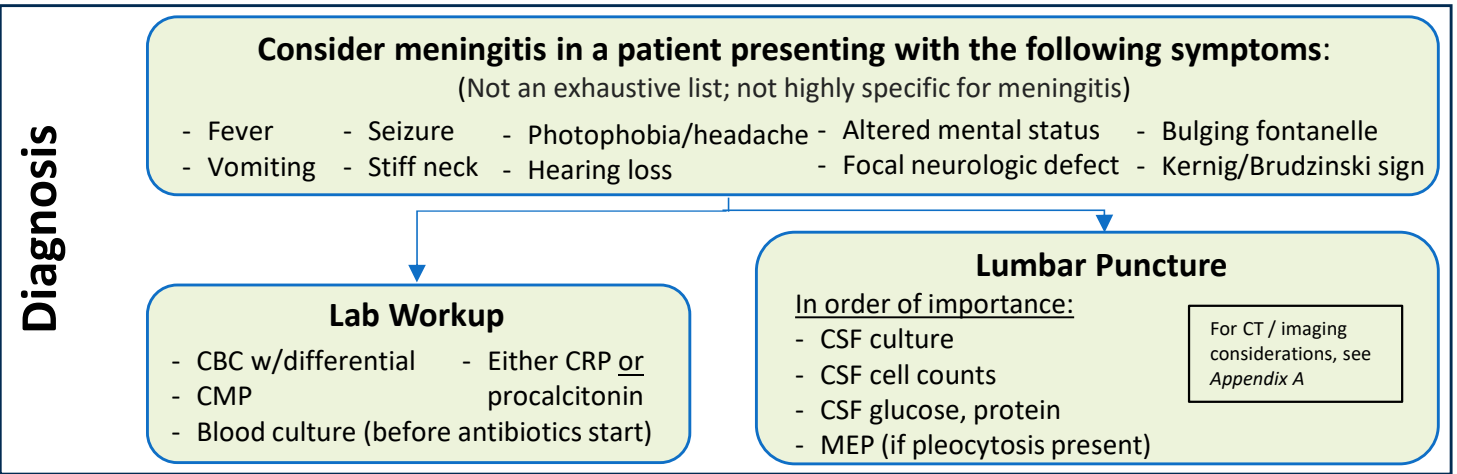 Diagnosis
Consider meningitis in a patient presenting with the following symptoms:
(Not an exhaustive list; not highly specific for meningitis)
- Fever
- Vomiting
- Seizure
- Stiff neck
- Photophobia/headache
- Hearing loss
- Altered mental status
- Focal neurologic defect
- Bulging fontanelle
- Kernig/Brudzinski sign
Lab Workup
- CBC w/differential
- CMP
- Blood culture (before antibiotics start)
- Either CRP or
procalcitonin
Lumbar Puncture
In order of importance:
- CSF culture
- CSF cell counts
- CSF glucose, protein
- MEP (if pleocytosis present)
For CT / imaging
considerations, see
Appendix A